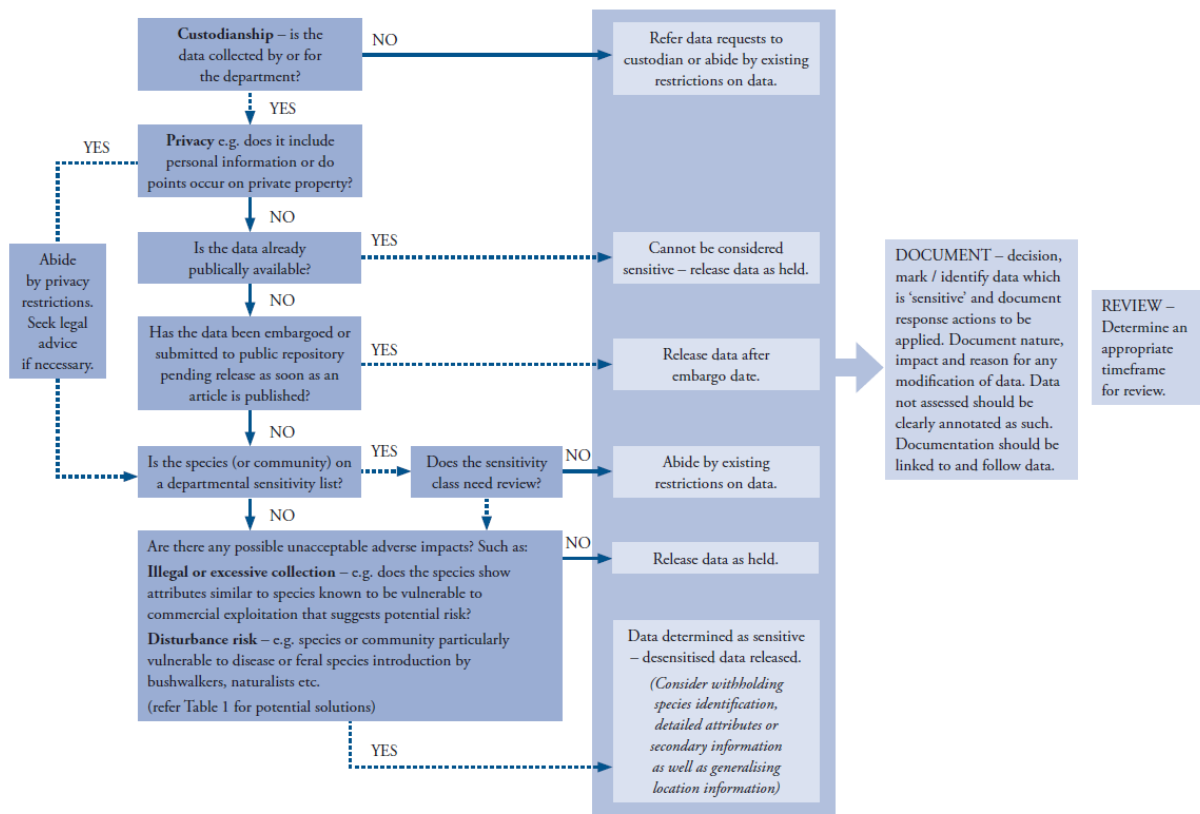 Custodianship – is the
data collected by or for
the department?
NO
Refer data requests to
custodian or abide by existing
restrictions on data.
YES
Privacy e.g. does it include
personal information or do
points occur on private property?
YES
Abide
by privacy
restrictions.
Seek legal
advice
if necessary.
NO
Is the data already
publically available?
YES
Cannot be considered
sensitive – release data as held.
NO
Has the data been embargoed or
submitted to public repository
pending release as soon as an
article is published?
YES
Release data after
embargo date.
NO
Is the species (or community) on
a departmental sensitivity list?
YES
Does the sensitivity
class need review?
NO
Abide by existing
restrictions on data.
NO
Are there any possible unacceptable adverse impacts? Such as:
Illegal or excessive collection – e.g. does the species show
attributes similar to species known to be vulnerable to
commercial exploitation that suggests potential risk?
Disturbance risk – e.g. species or community particularly
vulnerable to disease or feral species introduction by
bushwalkers, naturalists etc.
(refer Table 1 for potential solutions)
NO
Release data as held.
YES
Data determined as sensitive
– desensitised data released.
(Consider withholding
species identification,
detailed attributes or
secondary information
as well as generalising
location information)
DOCUMENT – decision,
mark / identify data which
is ‘sensitive’ and document
response actions to be
applied. Document nature,
impact and reason for any
modification of data. Data
not assessed should be
clearly annotated as such.
Documentation should be
linked to and follow data.
REVIEW –
Determine an
appropriate
timeframe
for review.